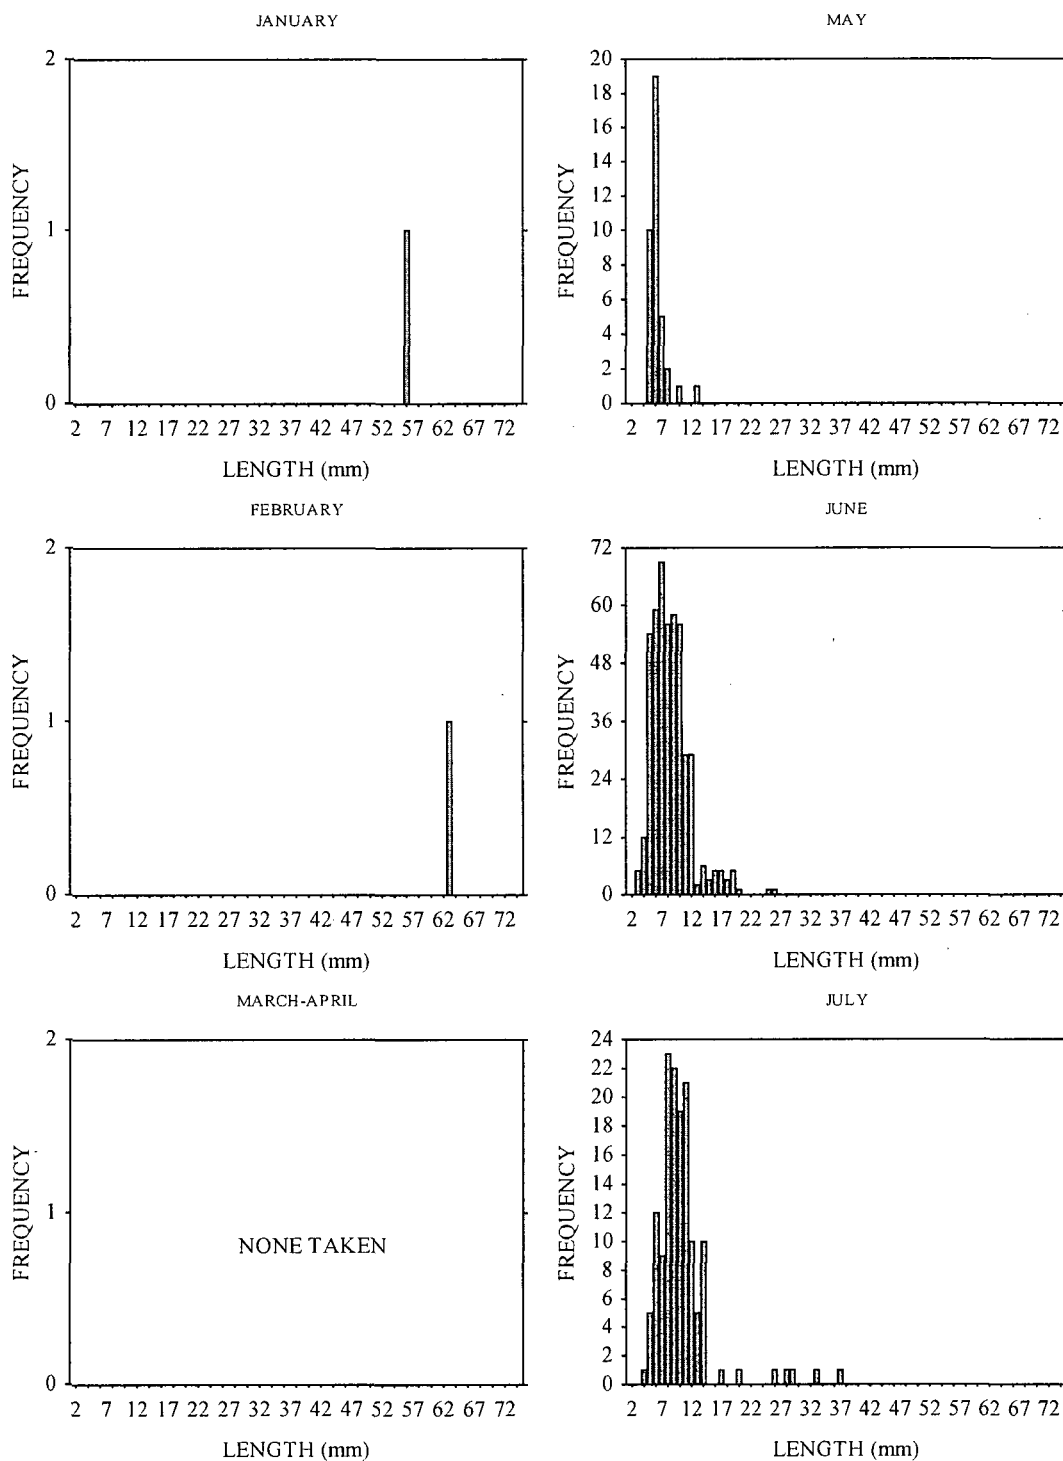 JANUARY
2
1
0
FREQUENCY
2 7 12 17 22 27 32 37 42 47 52 57 62 67 72
LENGTH (mm)
MAY
20
18
16
14
12
10
8
6
4
2
0
FREQUENCY
2 7 12 17 22 27 32 37 42 47 52 57 62 67 72
LENGTH (mm)
FEBRUARY
2
1
0
FREQUENCY
2 7 12 17 22 27 32 37 42 47 52 57 62 67 72
LENGTH (mm)
JUNE
72
60
48
36
24
12
0
FREQUENCY
2 7 12 17 22 27 32 37 42 47 52 57 62 67 72
LENGTH (mm)
MARCH-APRIL
2
1
0
FREQUENCY
NONE TAKEN
2 7 12 17 22 27 32 37 42 47 52 57 62 67 72
LENGTH (mm)
JULY
24
22
20
18
16
14
12
10
8
6
4
2
0
FREQUENCY
2 7 12 17 22 27 32 37 42 47 52 57 62 67 72
LENGTH (mm)